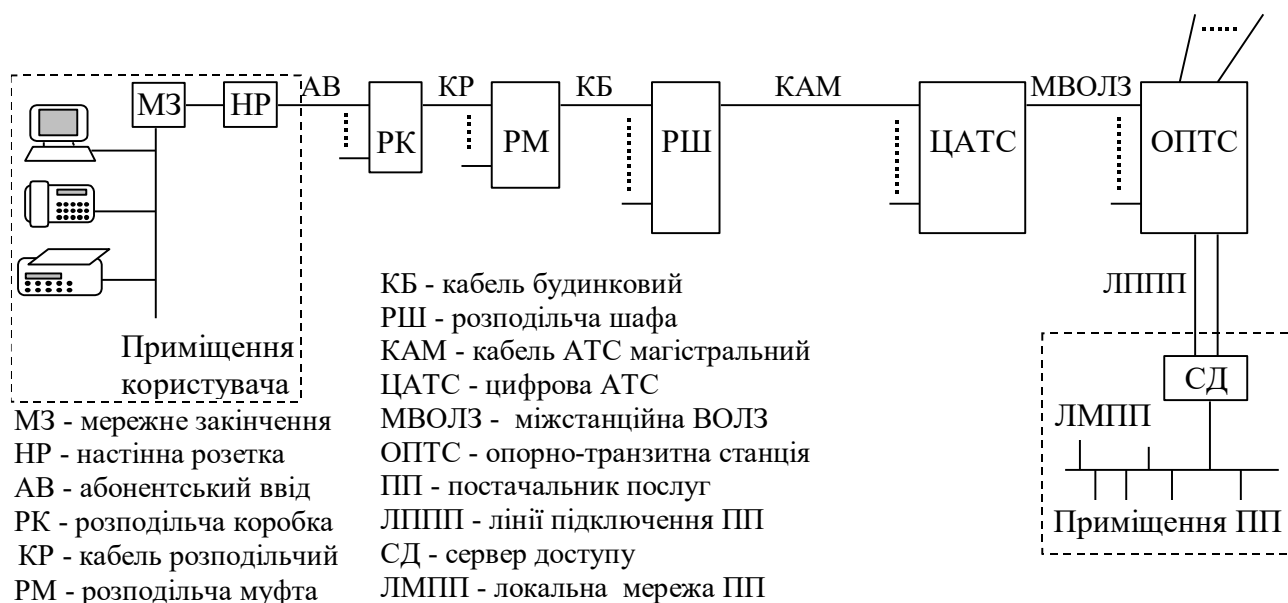 АВ КР КБ КАМ МВОЛЗ
МЗ НР РК РМ РШ ЦАТС ОПТС
ЛППП
Приміщення
користувача
КБ - кабель будинковий
РШ - розподільча шафа
КАМ - кабель АТС магістральний
ЦАТС - цифрова АТС
МВОЛЗ - міжстанційна ВОЛЗ
ОПТС - опорно-транзитна станція
ПП - постачальник послуг
ЛППП - лінії підключення ПП
СД - сервер доступу
ЛМПП - локальна мережа ПП
МЗ - мережне закінчення
НР - настінна розетка
АВ - абонентський ввід
РК - розподільча коробка
КР - кабель розподільчий
РМ - розподільча муфта
СД
ЛМПП
Приміщення ПП